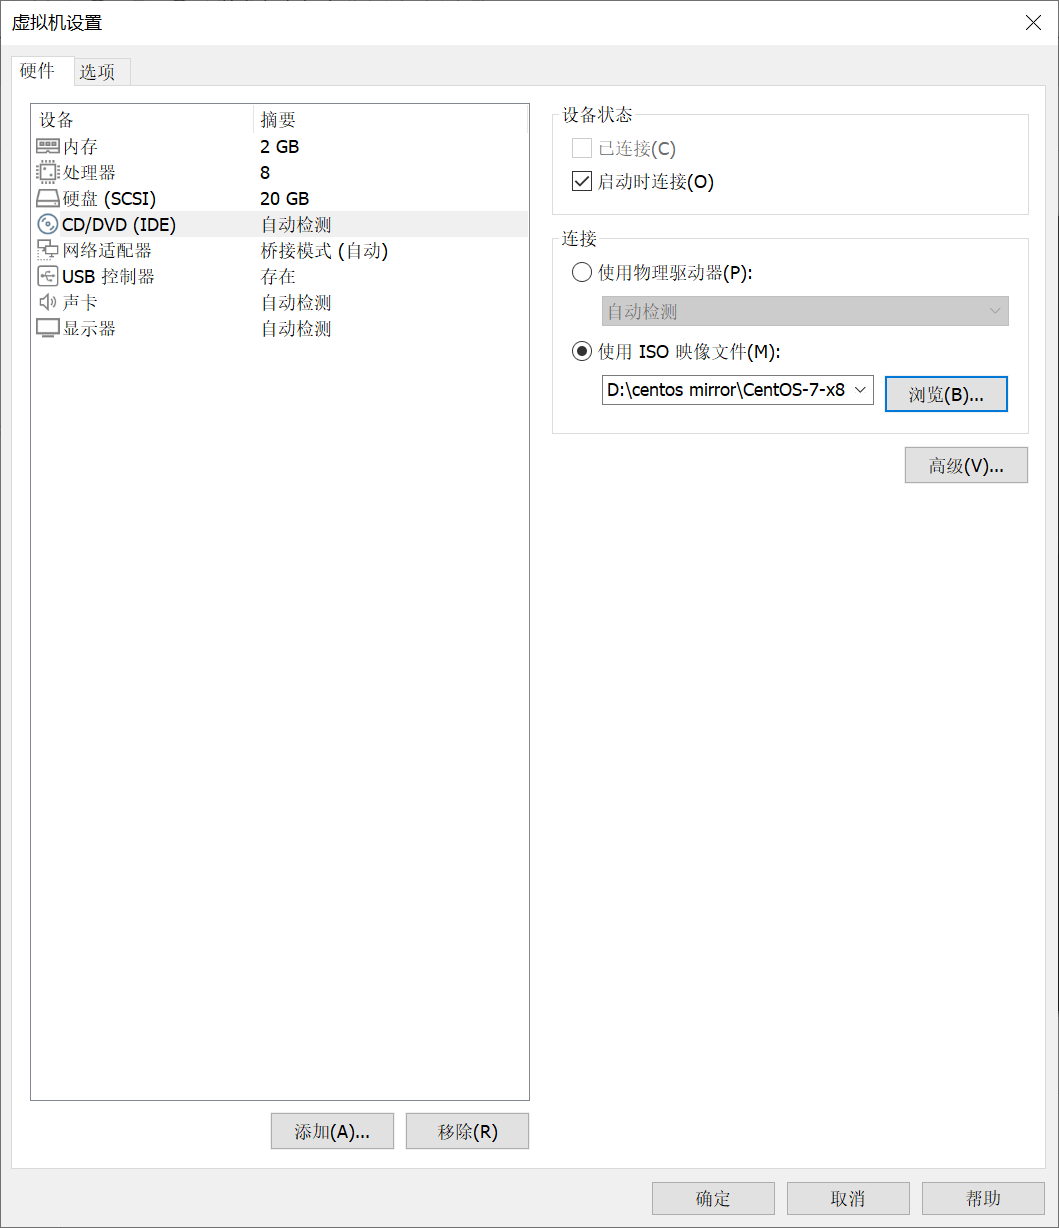 虚拟机设置
硬件 选项
设备 摘要
内存 2 GB
处理器 8
硬盘 (SCSI) 20 GB
CD/DVD (IDE) 自动检测
网络适配器 桥接模式 (自动)
USB 控制器 存在
声卡 自动检测
显示器 自动检测
添加(A)... 移除(R)
设备状态
已连接(C)
启动时连接(O)
连接
使用物理驱动器(P):
自动检测
使用 ISO 映像文件(M):
D:\centos mirror\CentOS-7-x8 浏览(B)...
高级(V)...
确定 取消 帮助